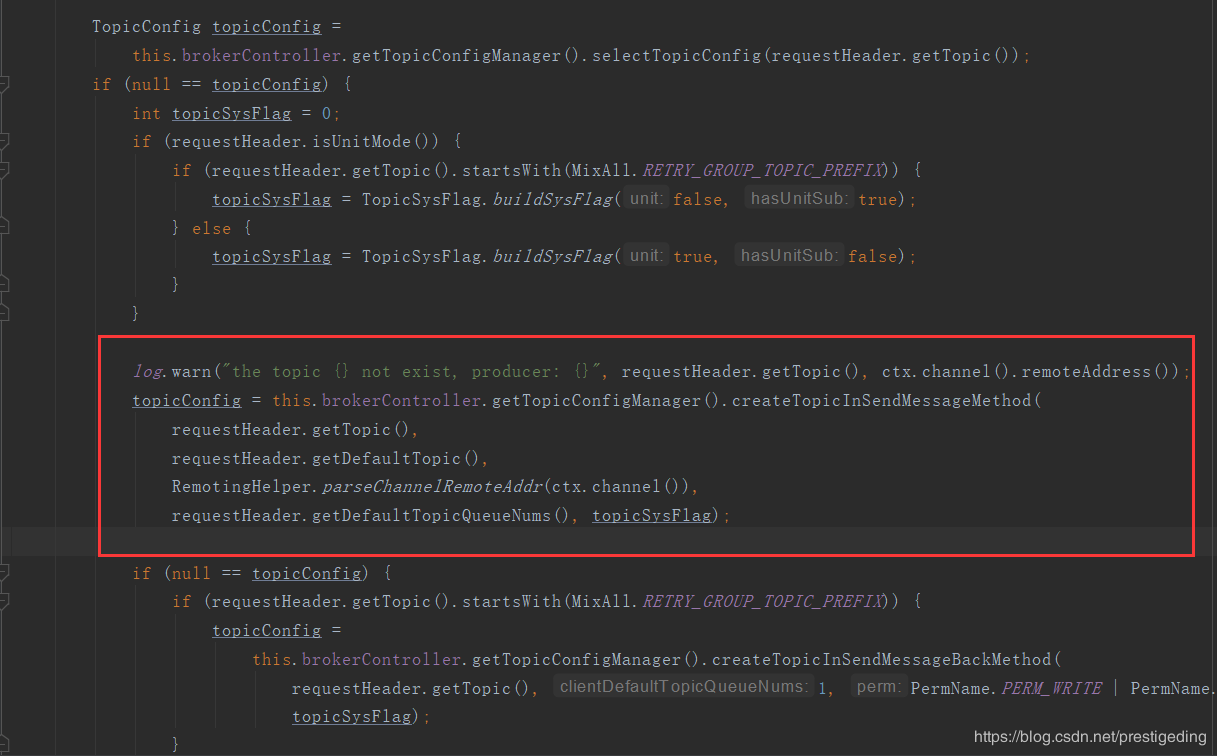 TopicConfig topicConfig =
this.brokerController.getTopicConfigManager().selectTopicConfig(requestHeader.getTopic());
if (null == topicConfig) {
int topicSysFlag = 0;
if (requestHeader.isUnitMode()) {
if (requestHeader.getTopic().startsWith(MixAll.RETRY_GROUP_TOPIC_PREFIX)) {
topicSysFlag = TopicSysFlag.buildSysFlag( unit: false, hasUnitSub: true);
} else {
topicSysFlag = TopicSysFlag.buildSysFlag( unit: true, hasUnitSub: false);
}
}
log.warn("the topic {} not exist, producer: {}", requestHeader.getTopic(), ctx.channel().remoteAddress());
topicConfig = this.brokerController.getTopicConfigManager().createTopicInSendMessageMethod(
requestHeader.getTopic(),
requestHeader.getDefaultTopic(),
RemotingHelper.parseChannelRemoteAddr(ctx.channel()),
requestHeader.getDefaultTopicQueueNums(), topicSysFlag);
if (null == topicConfig) {
if (requestHeader.getTopic().startsWith(MixAll.RETRY_GROUP_TOPIC_PREFIX)) {
topicConfig =
this.brokerController.getTopicConfigManager().createTopicInSendMessageBackMethod(
requestHeader.getTopic(), clientDefaultTopicQueueNums: 1, perm: PermName.PERM_WRITE | PermName.
topicSysFlag);
}
https://blog.csdn.net/prestigeding